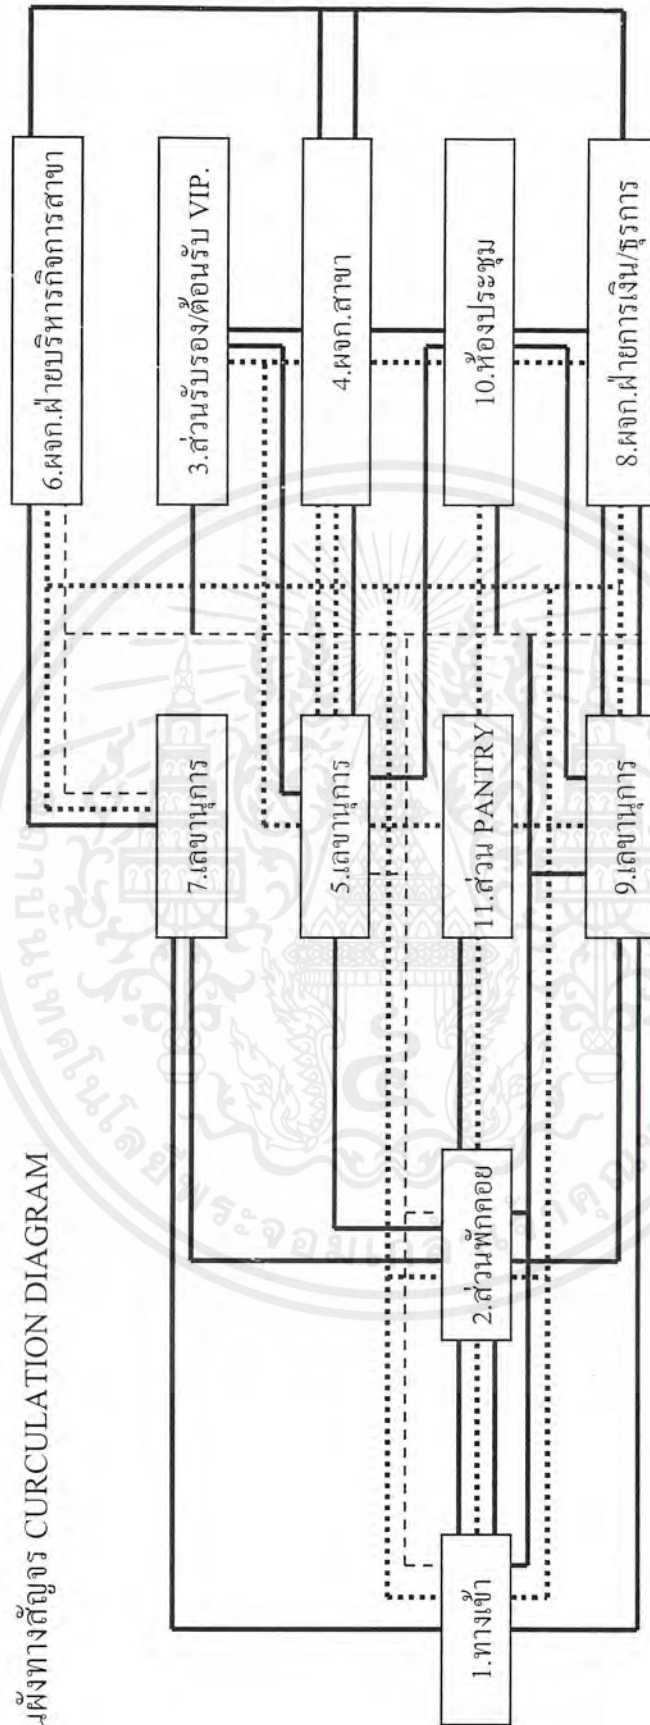 นผังทางสัญจร CURCULATION DIAGRAM
1.ทางเข้า
2.ส่วนพักคอย
7.เลขานุการ
5.เลขานุการ
11.ส่วน PANTRY
9.เลขานุการ
6.ผจก.ฝ่ายบริหารกิจการสาขา
3.ส่วนรับรอง/ต้อนรับ VIP.
4.ผจก.สาขา
10.ห้องประชุม
8.ผจก.ฝ่ายการเงิน/ธุรการ